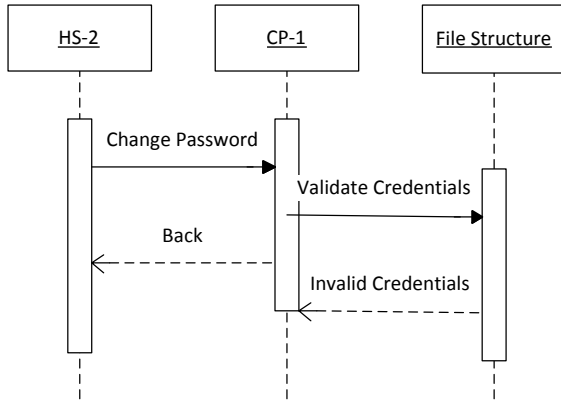 HS-2
CP-1
File Structure
Change Password
Validate Credentials
Back
Invalid Credentials